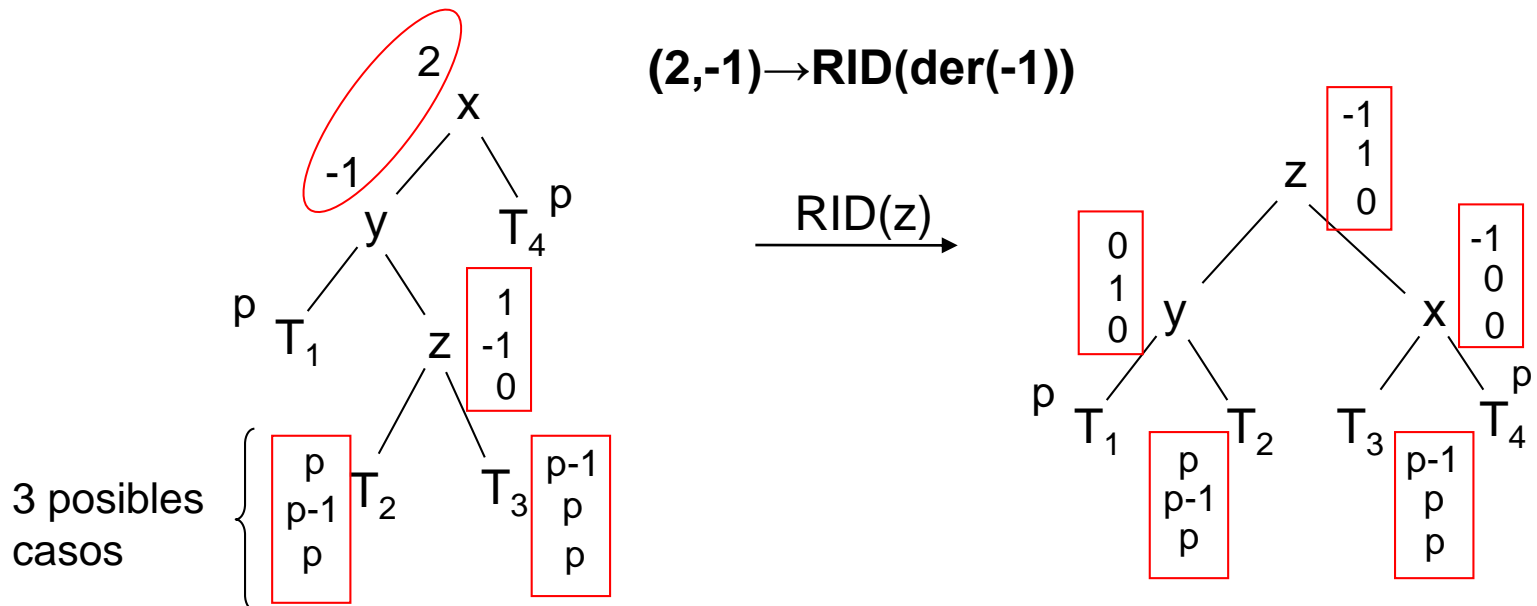 (2,-1)→RID(der(-1))
2
x
-1
y
T4 p
p T1
z
1
-1
0
3 posibles
casos
p
p-1
p
T2
T3
p-1
p
p
RID(z)
z
-1
1
0
0
1
0
y
x
-1
0
0
p T1
T2
T3
T4 p
p
p-1
p
p-1
p
p